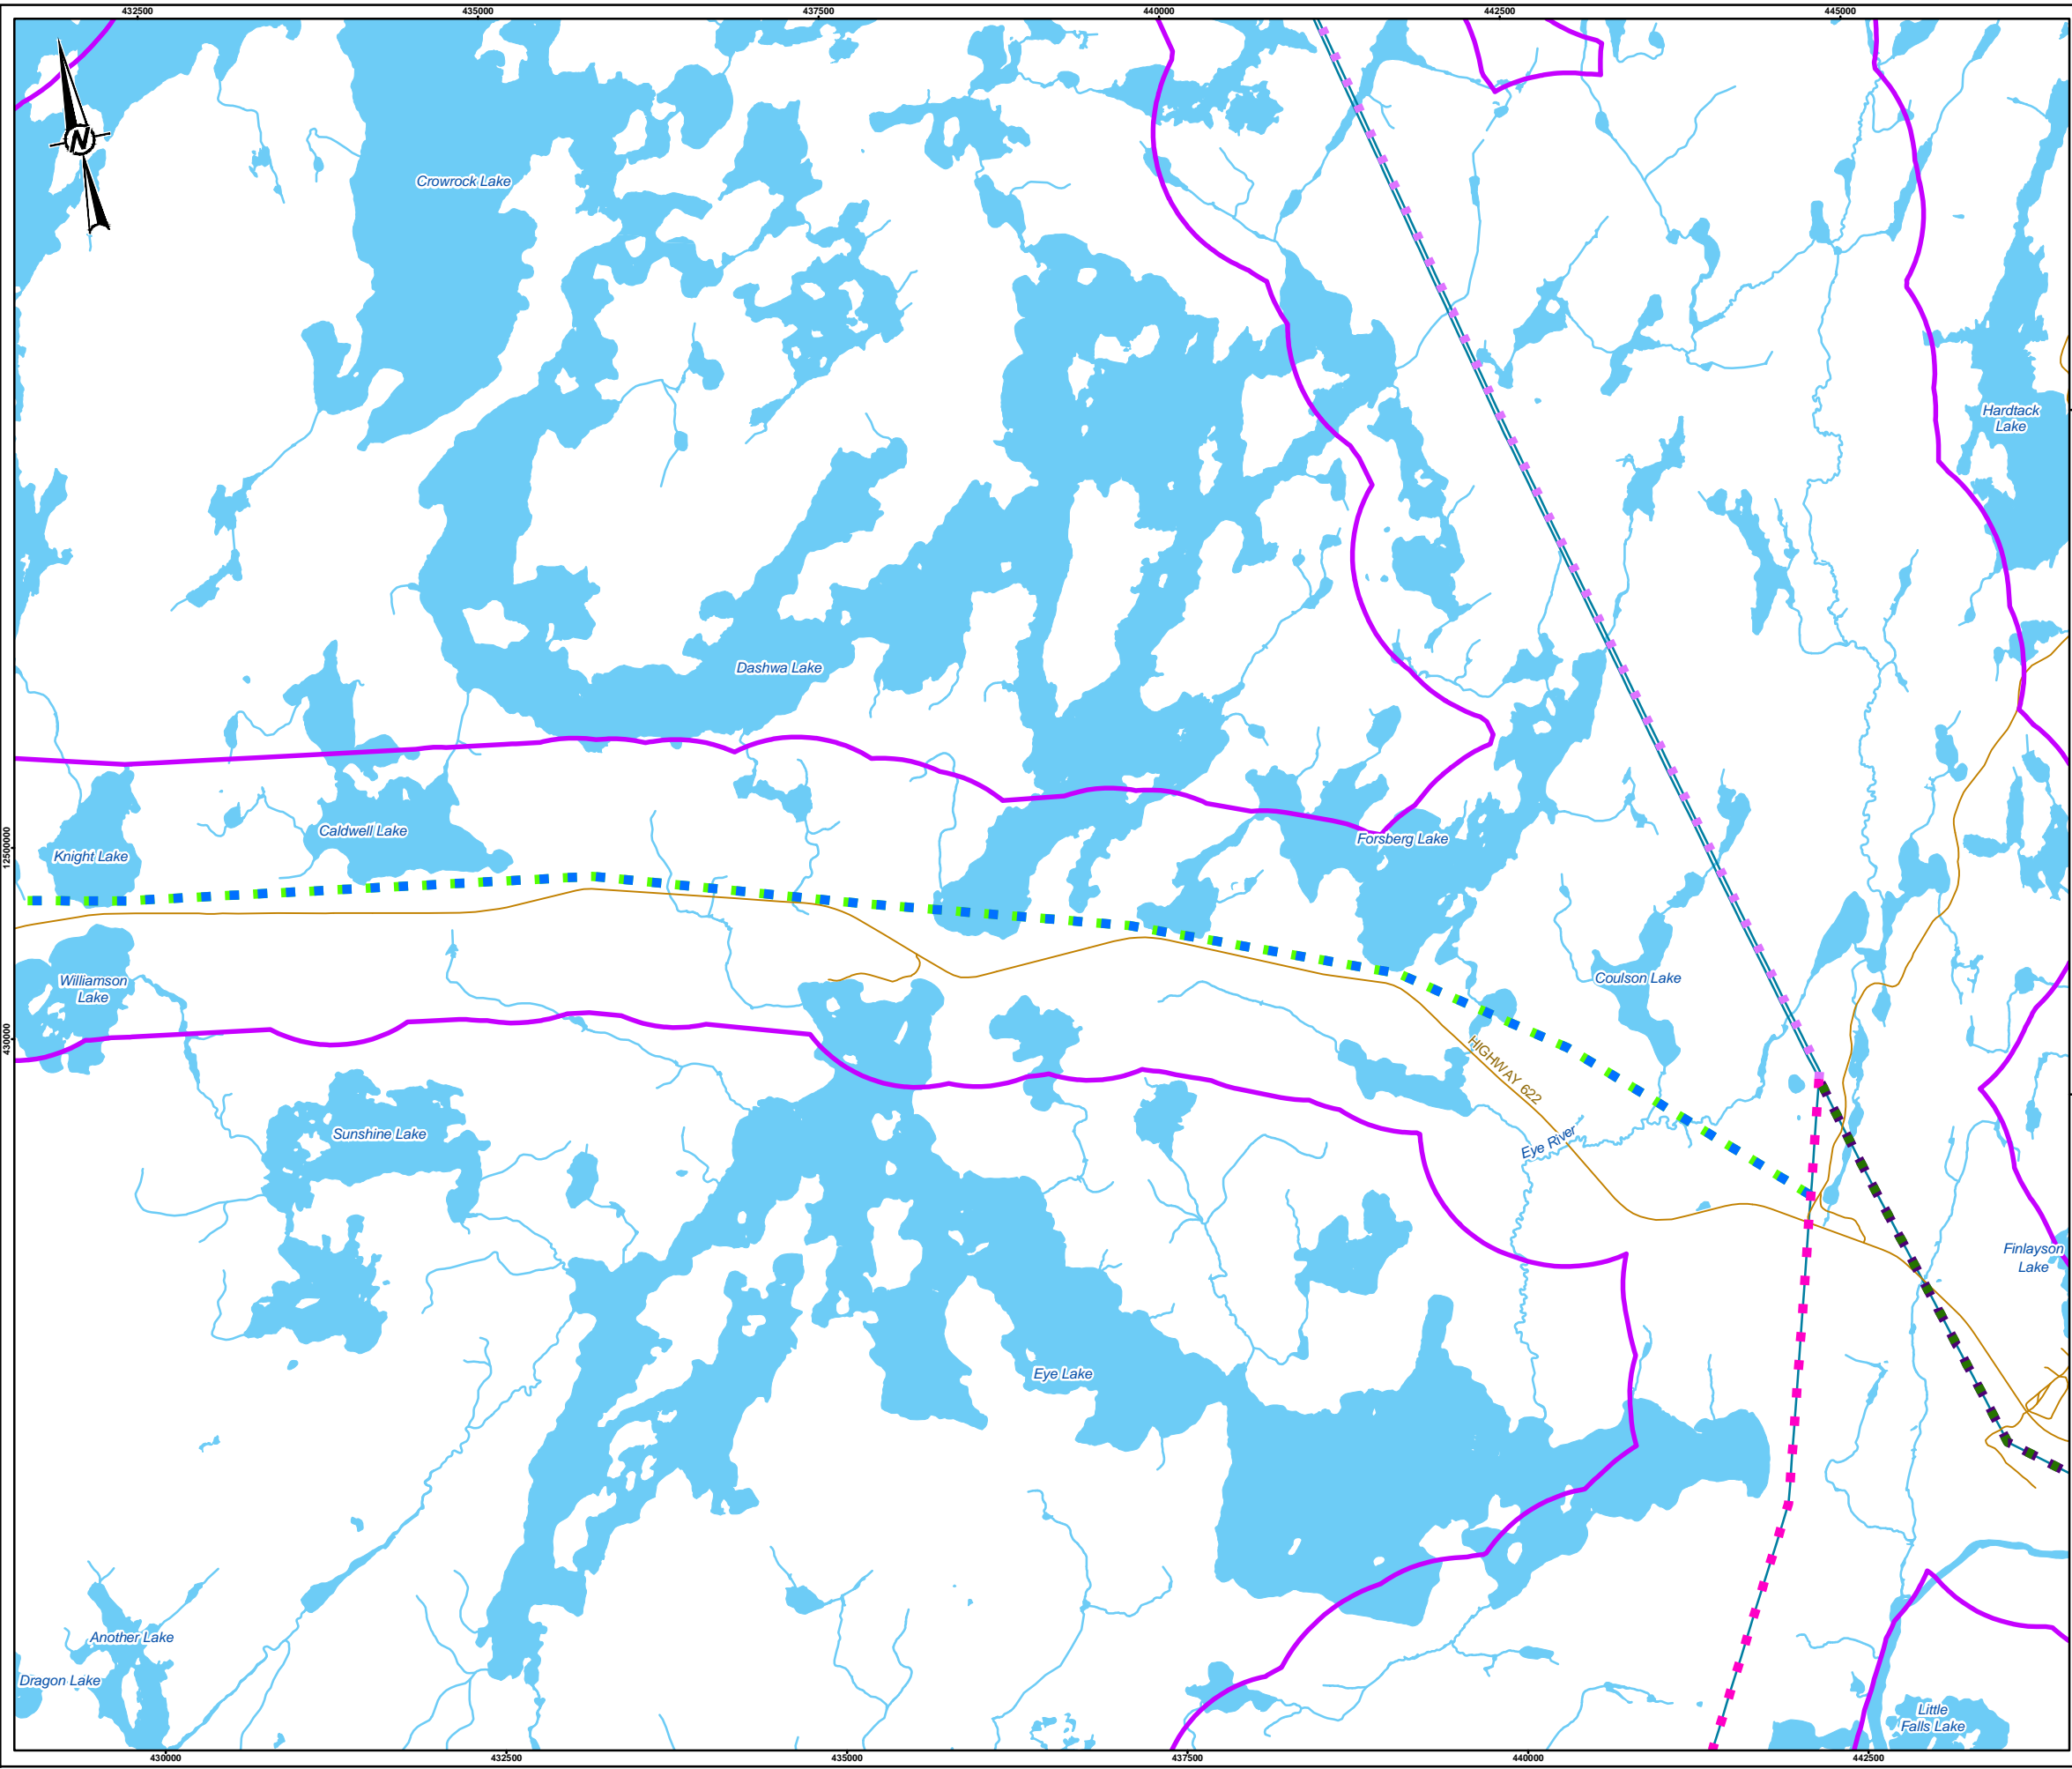 432500 435000 437500 440000 442500 445000
N
Crowrock Lake
Hardtack
Lake
Dashwa Lake
Caldwell Lake
Forsberg Lake
Knight Lake
Williamson
Lake
Coulson Lake
HIGHWAY 622
Eye River
Sunshine Lake
Finlayson
Lake
Eye Lake
Another Lake
Dragon Lake
Little
Falls Lake
12500000
430000
430000 432500 435000 437500 440000 442500